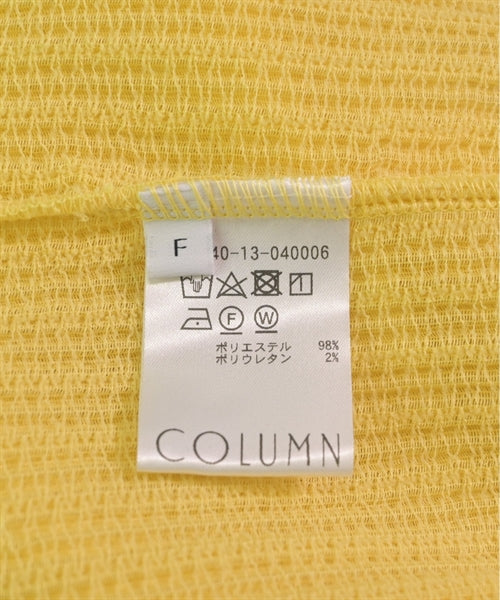 F
40-13-040006
F W
ポリエステル 98%
ポリウレタン 2%
COLUMN